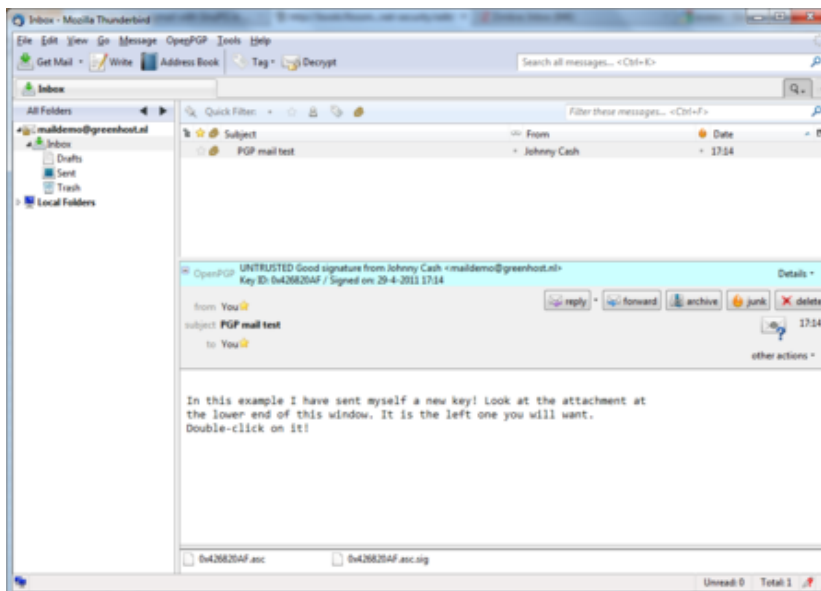 Inbox - Mozilla Thunderbird
File Edit View Go Message OpenPGP Tools Help
Get Mail Write Address Book Tag Decrypt Search all messages... <Ctrl+K>
Inbox
All Folders Quick Filter: Filter these messages... <Ctrl+F>
maildemo@greenhost.nl
Inbox
Drafts
Sent
Trash
Local Folders
Subject From Date
PGP mail test Johnny Cash 17:14
OpenPGP UNTRUSTED Good signature from Johnny Cash <maildemo@greenhost.nl> Details
Key ID: 0x426820AF / Signed on: 29-4-2011 17:14
from You reply forward archive junk delete
subject PGP mail test 17:14
to You
other actions
In this example I have sent myself a new key! Look at the attachment at
the lower end of this window. It is the left one you will want.
Double-click on it!
0x426820AF.asc 0x426820AF.asc.sig
Unread: 0 Total: 1